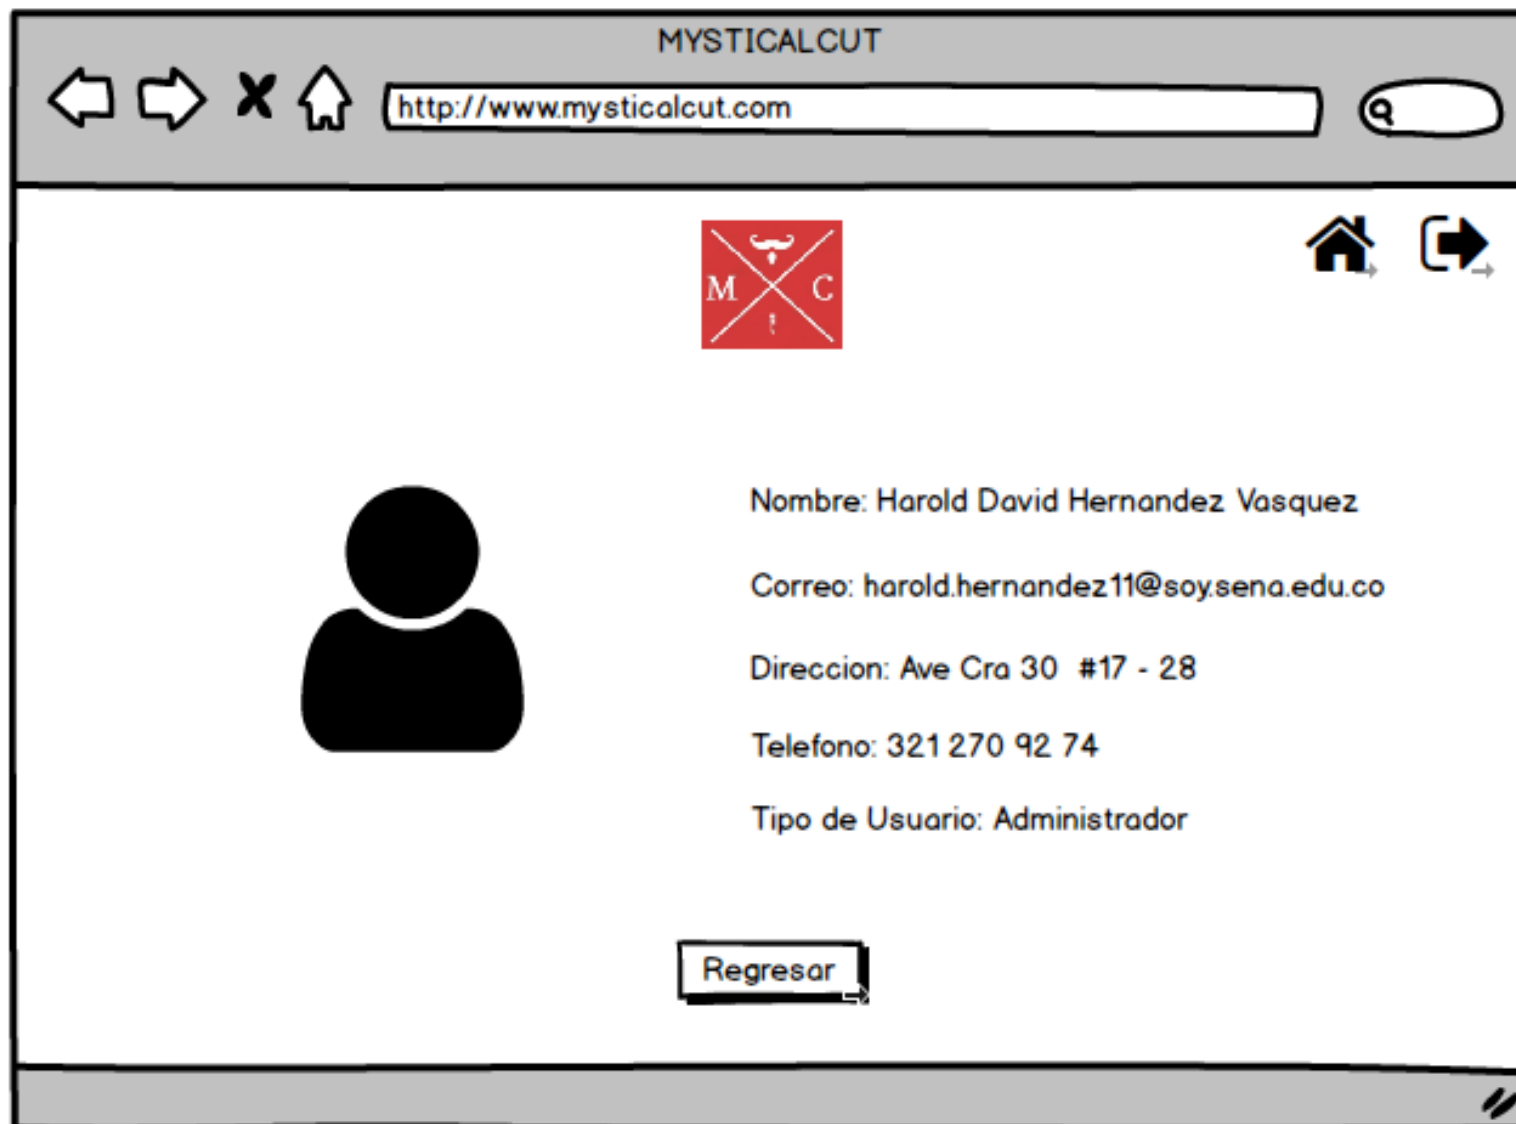 MYSTICALCUT
http://www.mysticalcut.com
M C
Nombre: Harold David Hernandez Vasquez
Correo: harold.hernandez11@soy.sena.edu.co
Direccion: Ave Cra 30 #17 - 28
Telefono: 321 270 92 74
Tipo de Usuario: Administrador
Regresar